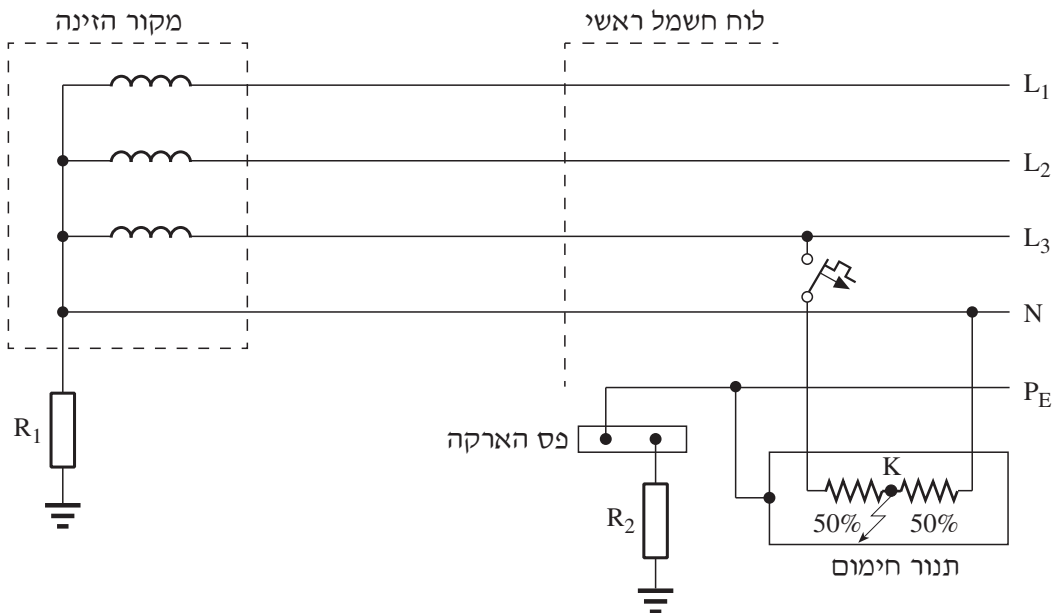 מקור הזינה
לוח חשמל ראשי
L1
L2
L3
N
PE
R1
פס הארקה
K
R2
50% 50%
תנור חימום